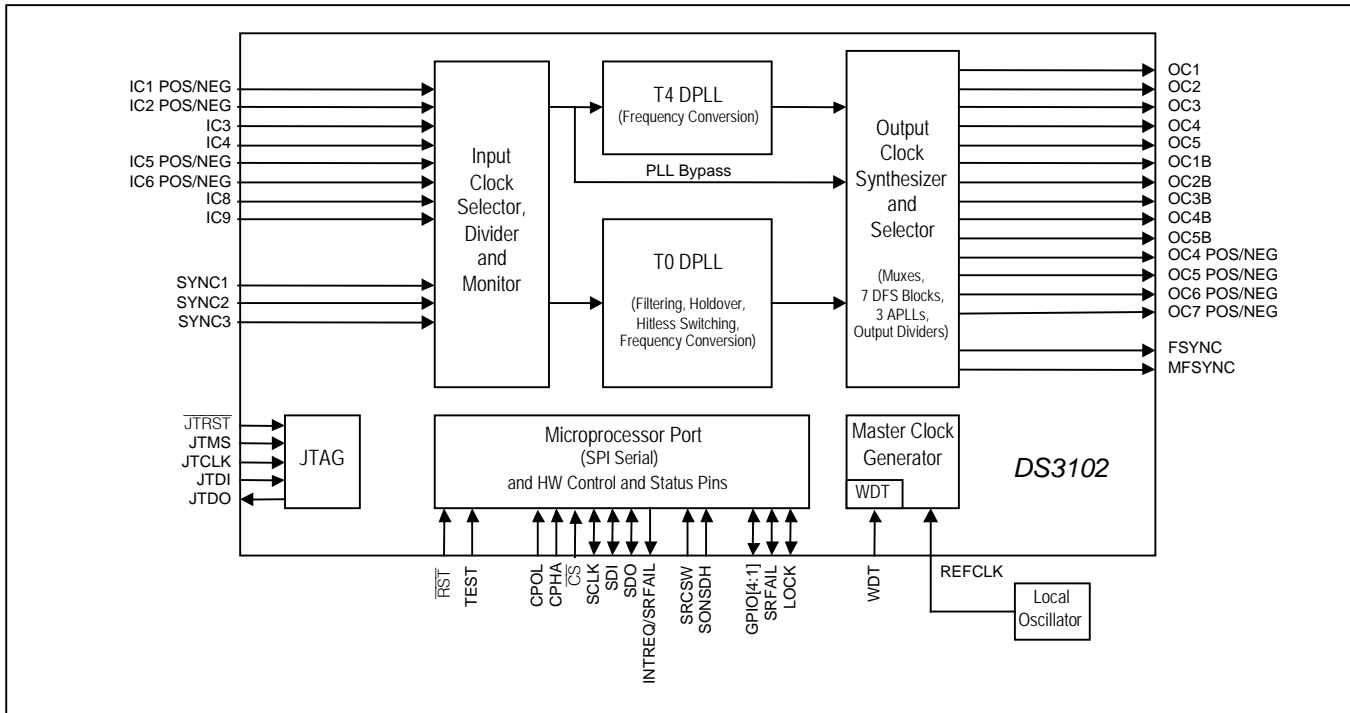 IC1 POS/NEG
IC2 POS/NEG
IC3
IC4
IC5 POS/NEG
IC6 POS/NEG
IC8
IC9
SYNC1
SYNC2
SYNC3
Input
Clock
Selector,
Divider
and
Monitor
T4 DPLL
(Frequency Conversion)
PLL Bypass
T0 DPLL
(Filtering, Holdover,
Hitless Switching,
Frequency Conversion)
Output
Clock
Synthesizer
and
Selector
(Muxes,
7 DFS Blocks,
3 APLLs,
Output Dividers)
OC1
OC2
OC3
OC4
OC5
OC1B
OC2B
OC3B
OC4B
OC5B
OC4 POS/NEG
OC5 POS/NEG
OC6 POS/NEG
OC7 POS/NEG
FSYNC
MFSYNC
JTRST
JTMS
JTCLK
JTDI
JTDO
JTAG
Microprocessor Port
(SPI Serial)
and HW Control and Status Pins
Master Clock
Generator
WDT
DS3102
RST
TEST
CPOL
CPHA
CS
SCLK
SDI
SDO
INTREQ/SRFAIL
SRCSW
SONSDH
GPIO[4:1]
SRFAIL
LOCK
WDT
REFCLK
Local
Oscillator